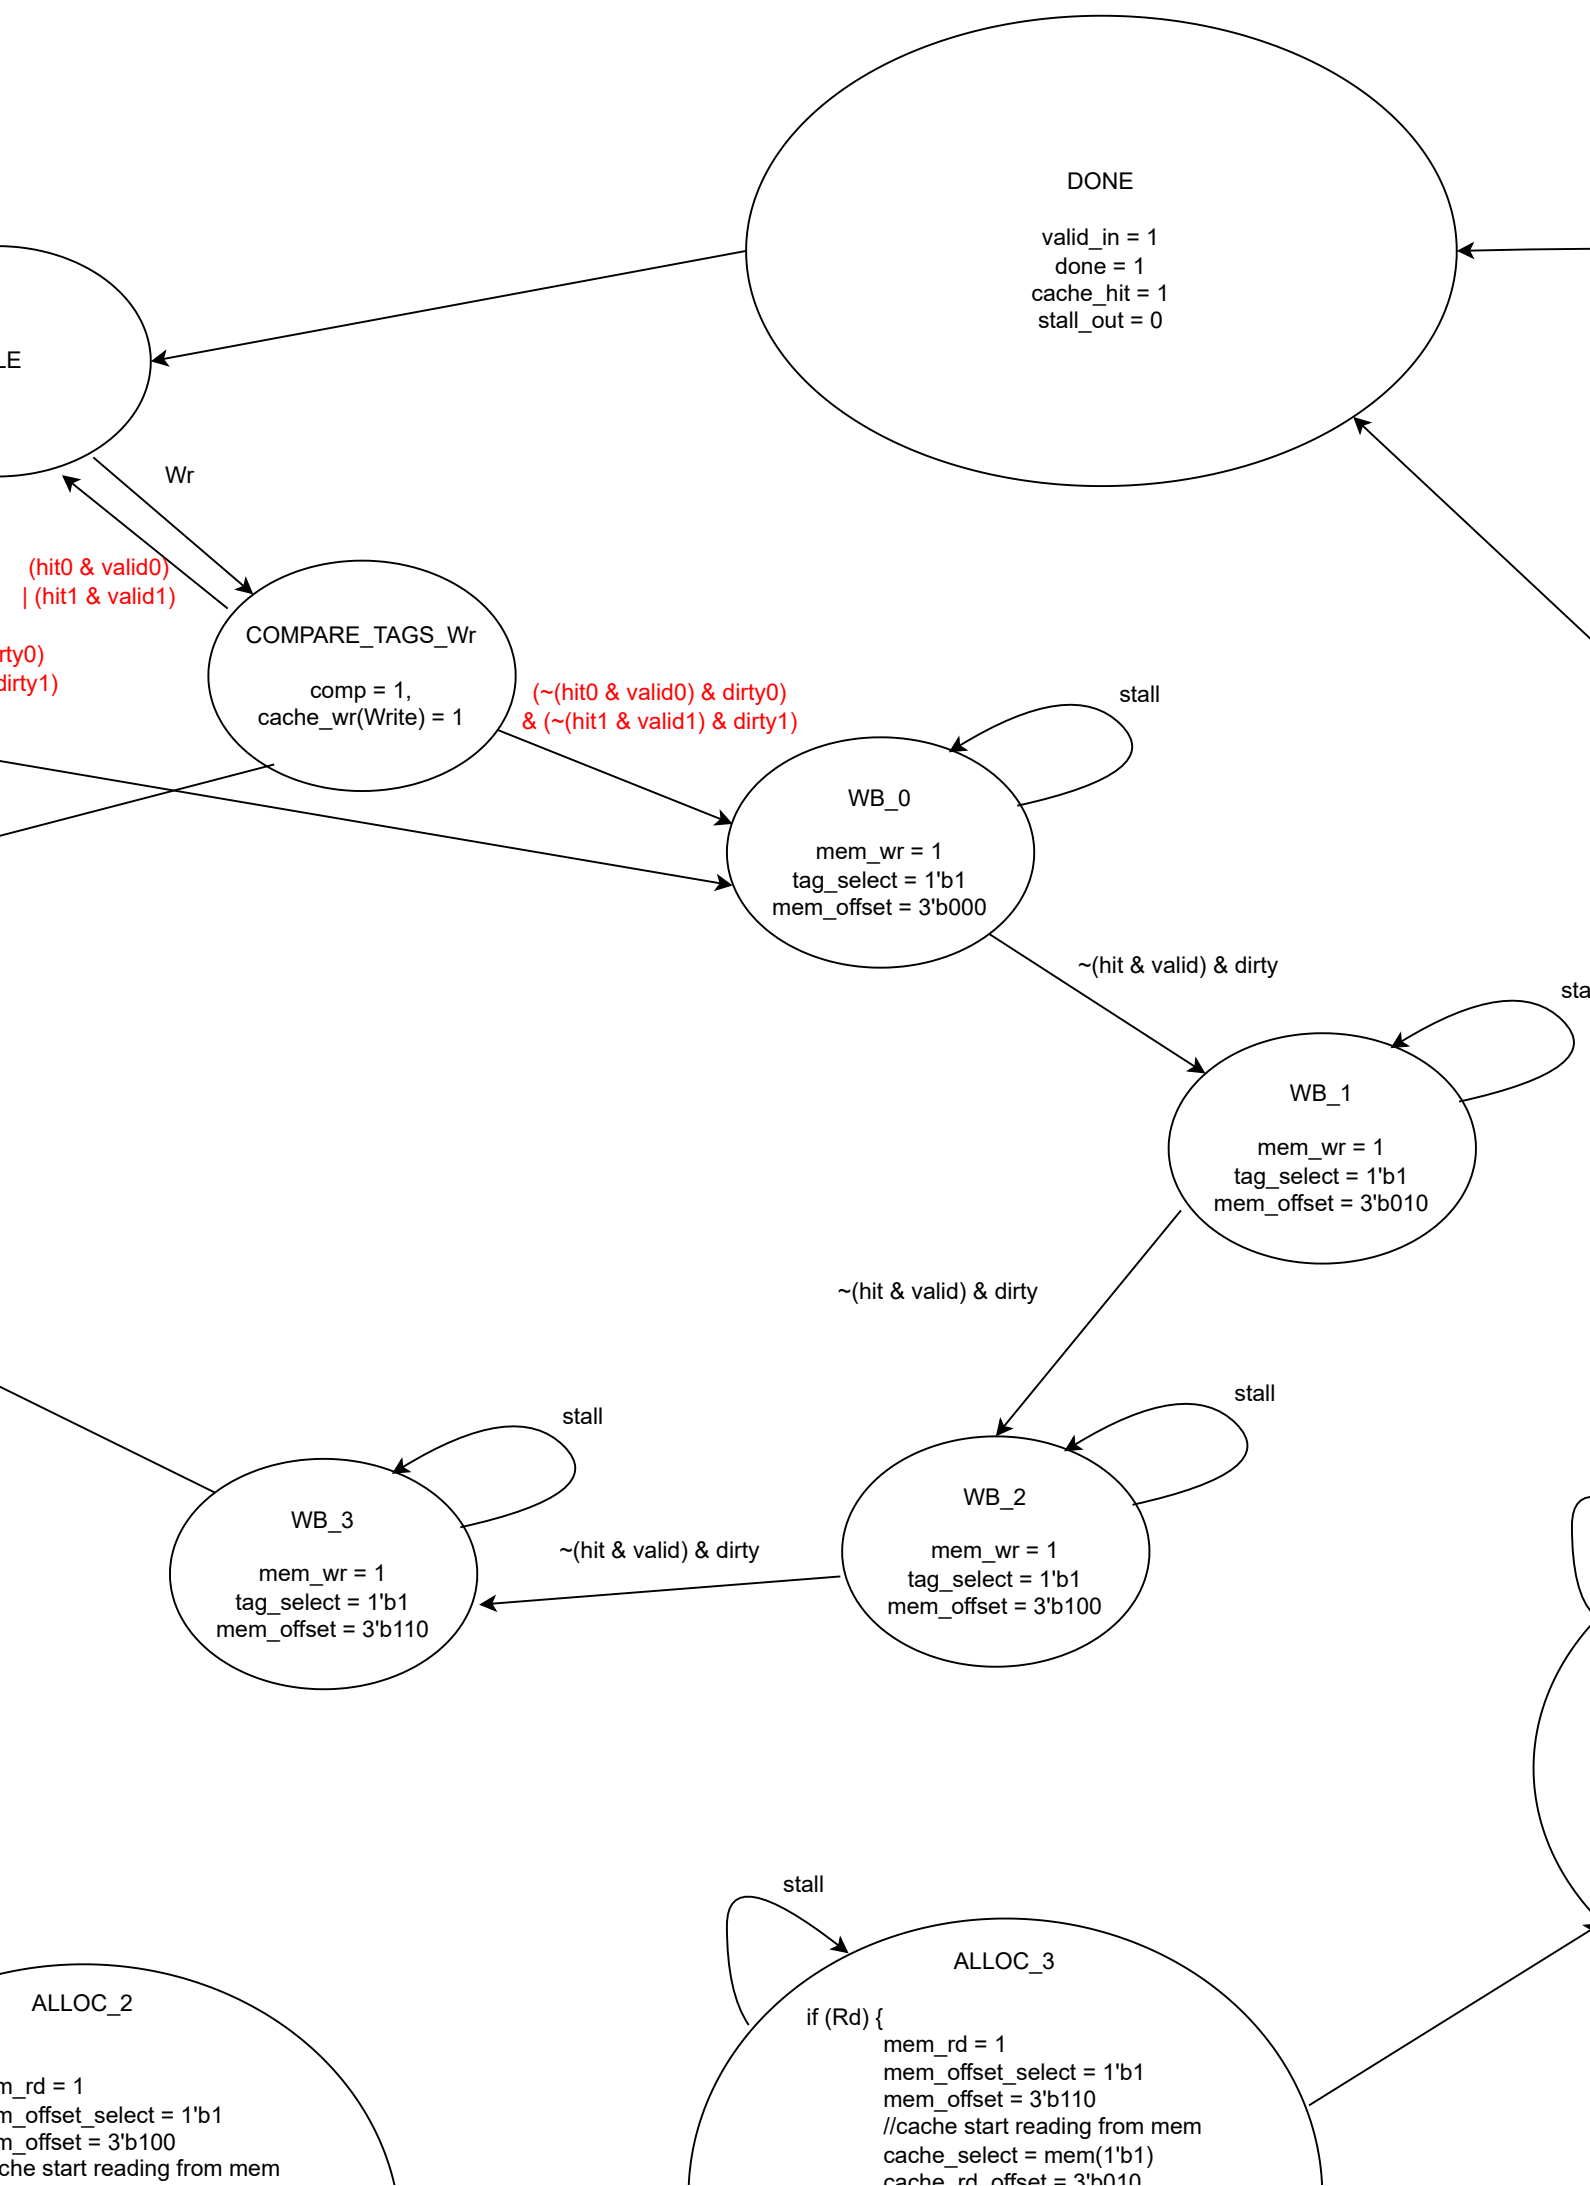 DONE
valid_in = 1
done = 1
cache_hit = 1
stall_out = 0
LE
Wr
(hit0 & valid0)
| (hit1 & valid1)
rty0)
dirty1)
COMPARE_TAGS_Wr
comp = 1,
cache_wr(Write) = 1
(~(hit0 & valid0) & dirty0)
& (~(hit1 & valid1) & dirty1)
stall
WB_0
mem_wr = 1
tag_select = 1'b1
mem_offset = 3'b000
~(hit & valid) & dirty
sta
WB_1
mem_wr = 1
tag_select = 1'b1
mem_offset = 3'b010
~(hit & valid) & dirty
stall
WB_2
mem_wr = 1
tag_select = 1'b1
mem_offset = 3'b100
~(hit & valid) & dirty
stall
WB_3
mem_wr = 1
tag_select = 1'b1
mem_offset = 3'b110
stall
ALLOC_3
if (Rd) {
mem_rd = 1
mem_offset_select = 1'b1
mem_offset = 3'b110
//cache start reading from mem
cache_select = mem(1'b1)
cache_rd_offset = 3'b010
ALLOC_2
m_rd = 1
m_offset_select = 1'b1
m_offset = 3'b100
che start reading from mem